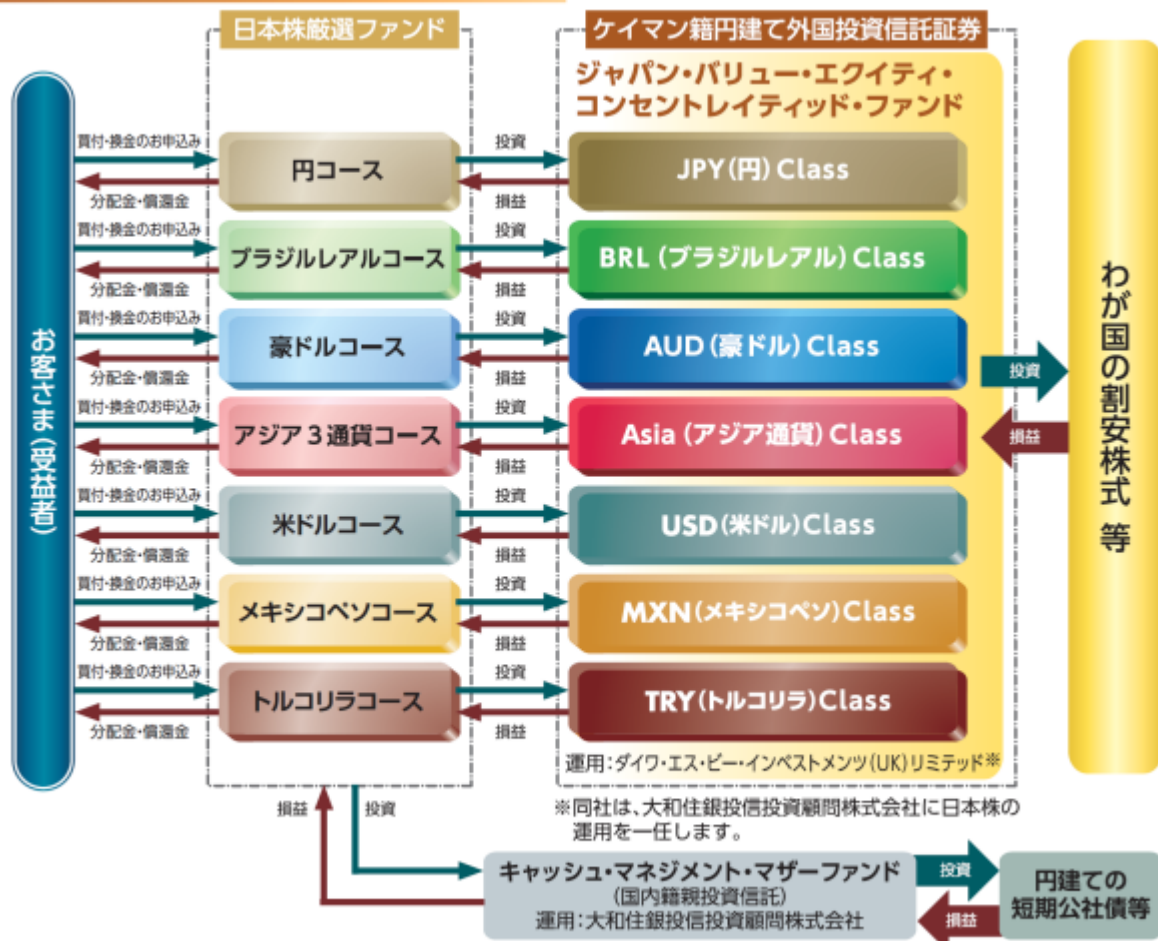 日本株厳選ファンド
ケイマン籍円建て外国投資信託証券
ジャパン・バリュー・エクイティ・
コンセントレイティッド・ファンド
お客さま(受益者)
買付・換金のお申込み
円コース
投資
JPY(円)Class
分配金・償還金
損益
買付・換金のお申込み
ブラジルレアルコース
投資
BRL(ブラジルレアル)Class
分配金・償還金
損益
買付・換金のお申込み
豪ドルコース
投資
AUD(豪ドル)Class
分配金・償還金
損益
買付・換金のお申込み
アジア3通貨コース
投資
Asia(アジア通貨)Class
分配金・償還金
損益
買付・換金のお申込み
米ドルコース
投資
USD(米ドル)Class
分配金・償還金
損益
買付・換金のお申込み
メキシコペソコース
投資
MXN(メキシコペソ)Class
分配金・償還金
損益
買付・換金のお申込み
トルコリラコース
投資
TRY(トルコリラ)Class
分配金・償還金
損益
投資
損益
わが国の割安株式 等
運用:ダイワ・エス・ビー・インベストメンツ(UK)リミテッド※
※同社は、大和住銀投信投資顧問株式会社に日本株の
運用を一任します。
損益
投資
キャッシュ・マネジメント・マザーファンド
(国内籍親投資信託)
運用:大和住銀投信投資顧問株式会社
投資
損益
円建ての
短期公社債等